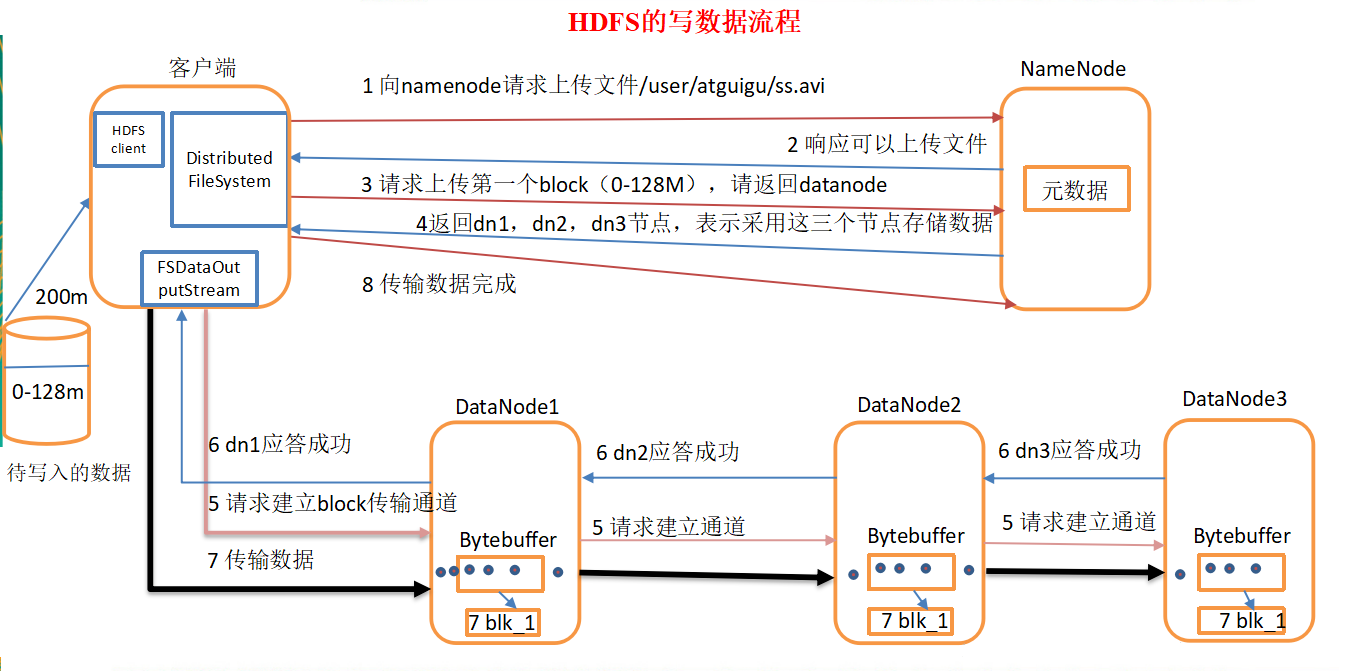 HDFS的写数据流程
客户端
NameNode
HDFS
client
Distributed
FileSystem
FSDataOut
putStream
1 向namenode请求上传文件/user/atguigu/ss.avi
2 响应可以上传文件
3 请求上传第一个block（0-128M），请返回datanode
4返回dn1，dn2，dn3节点，表示采用这三个节点存储数据
8 传输数据完成
元数据
200m
0-128m
待写入的数据
DataNode1
DataNode2
DataNode3
6 dn1应答成功
6 dn2应答成功
6 dn3应答成功
5 请求建立block传输通道
5 请求建立通道
5 请求建立通道
7 传输数据
Bytebuffer
Bytebuffer
Bytebuffer
7 blk_1
7 blk_1
7 blk_1